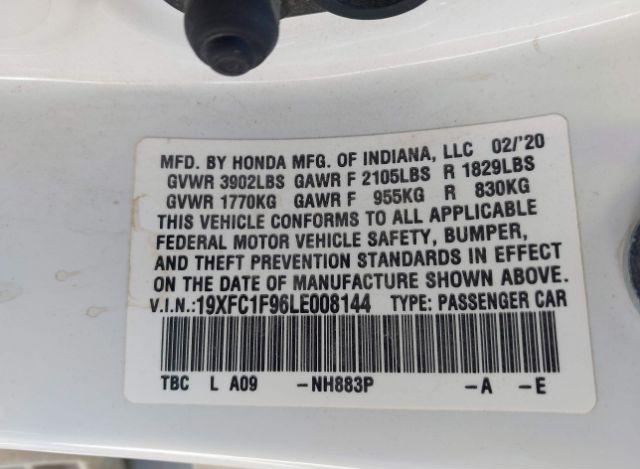 MFD. BY HONDA MFG. OF INDIANA, LLC 02/'20
GVWR 3902LBS GAWR F 2105LBS R 1829LBS
GVWR 1770KG GAWR F 955KG R 830KG
THIS VEHICLE CONFORMS TO ALL APPLICABLE
FEDERAL MOTOR VEHICLE SAFETY, BUMPER,
AND THEFT PREVENTION STANDARDS IN EFFECT
ON THE DATE OF MANUFACTURE SHOWN ABOVE.
V.I.N.:19XFC1F96LE008144 TYPE: PASSENGER CAR
TBC L A09 -NH883P -A -E